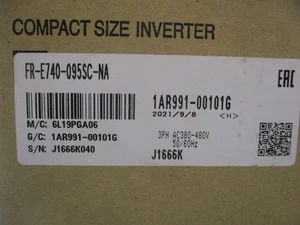 COMPACT SIZE INVERTER
FR-E740-095SC-NA
EAC
1AR991-00101G
2021/9/8 <H>
M/C: 6L19PGA06
3PH AC380-480V
50/60Hz
G/C: 1AR991-00101G
S/N: J1666K040
J1666K